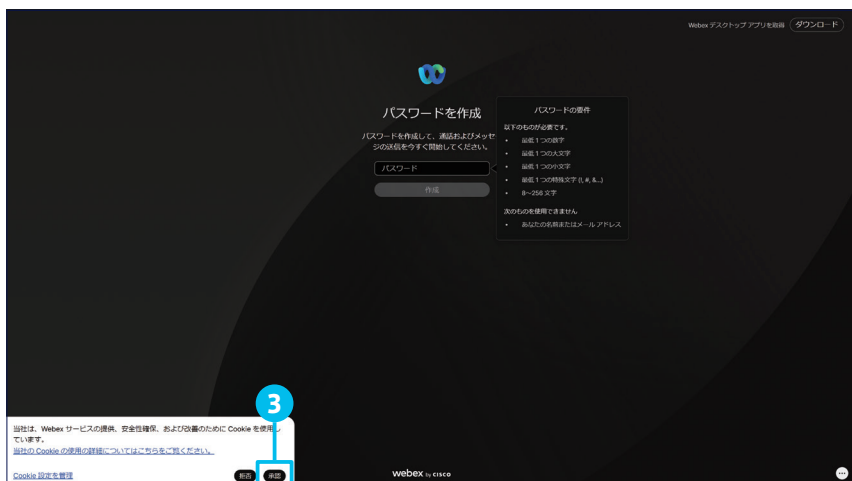 Webex デスクトップ アプリを取得 ダウンロード
パスワードを作成
パスワードを作成して、通話およびメッセー
ジの送信を今すぐ開始してください。
パスワード
作成
パスワードの要件
以下のものが必要です。
・ 最低 1 つの数字
・ 最低 1 つの大文字
・ 最低 1 つの小文字
・ 最低 1 つの特殊文字 (!, #, &...)
・ 8~256 文字
次のものを使用できません
・ あなたの名前またはメール アドレス
3
当社は、Webex サービスの提供、安全性確保、および改善のために Cookie を使用し
ています。
当社の Cookie の使用の詳細についてはこちらをご覧ください。
Cookie 設定を管理 拒否 承認
webex by CISCO